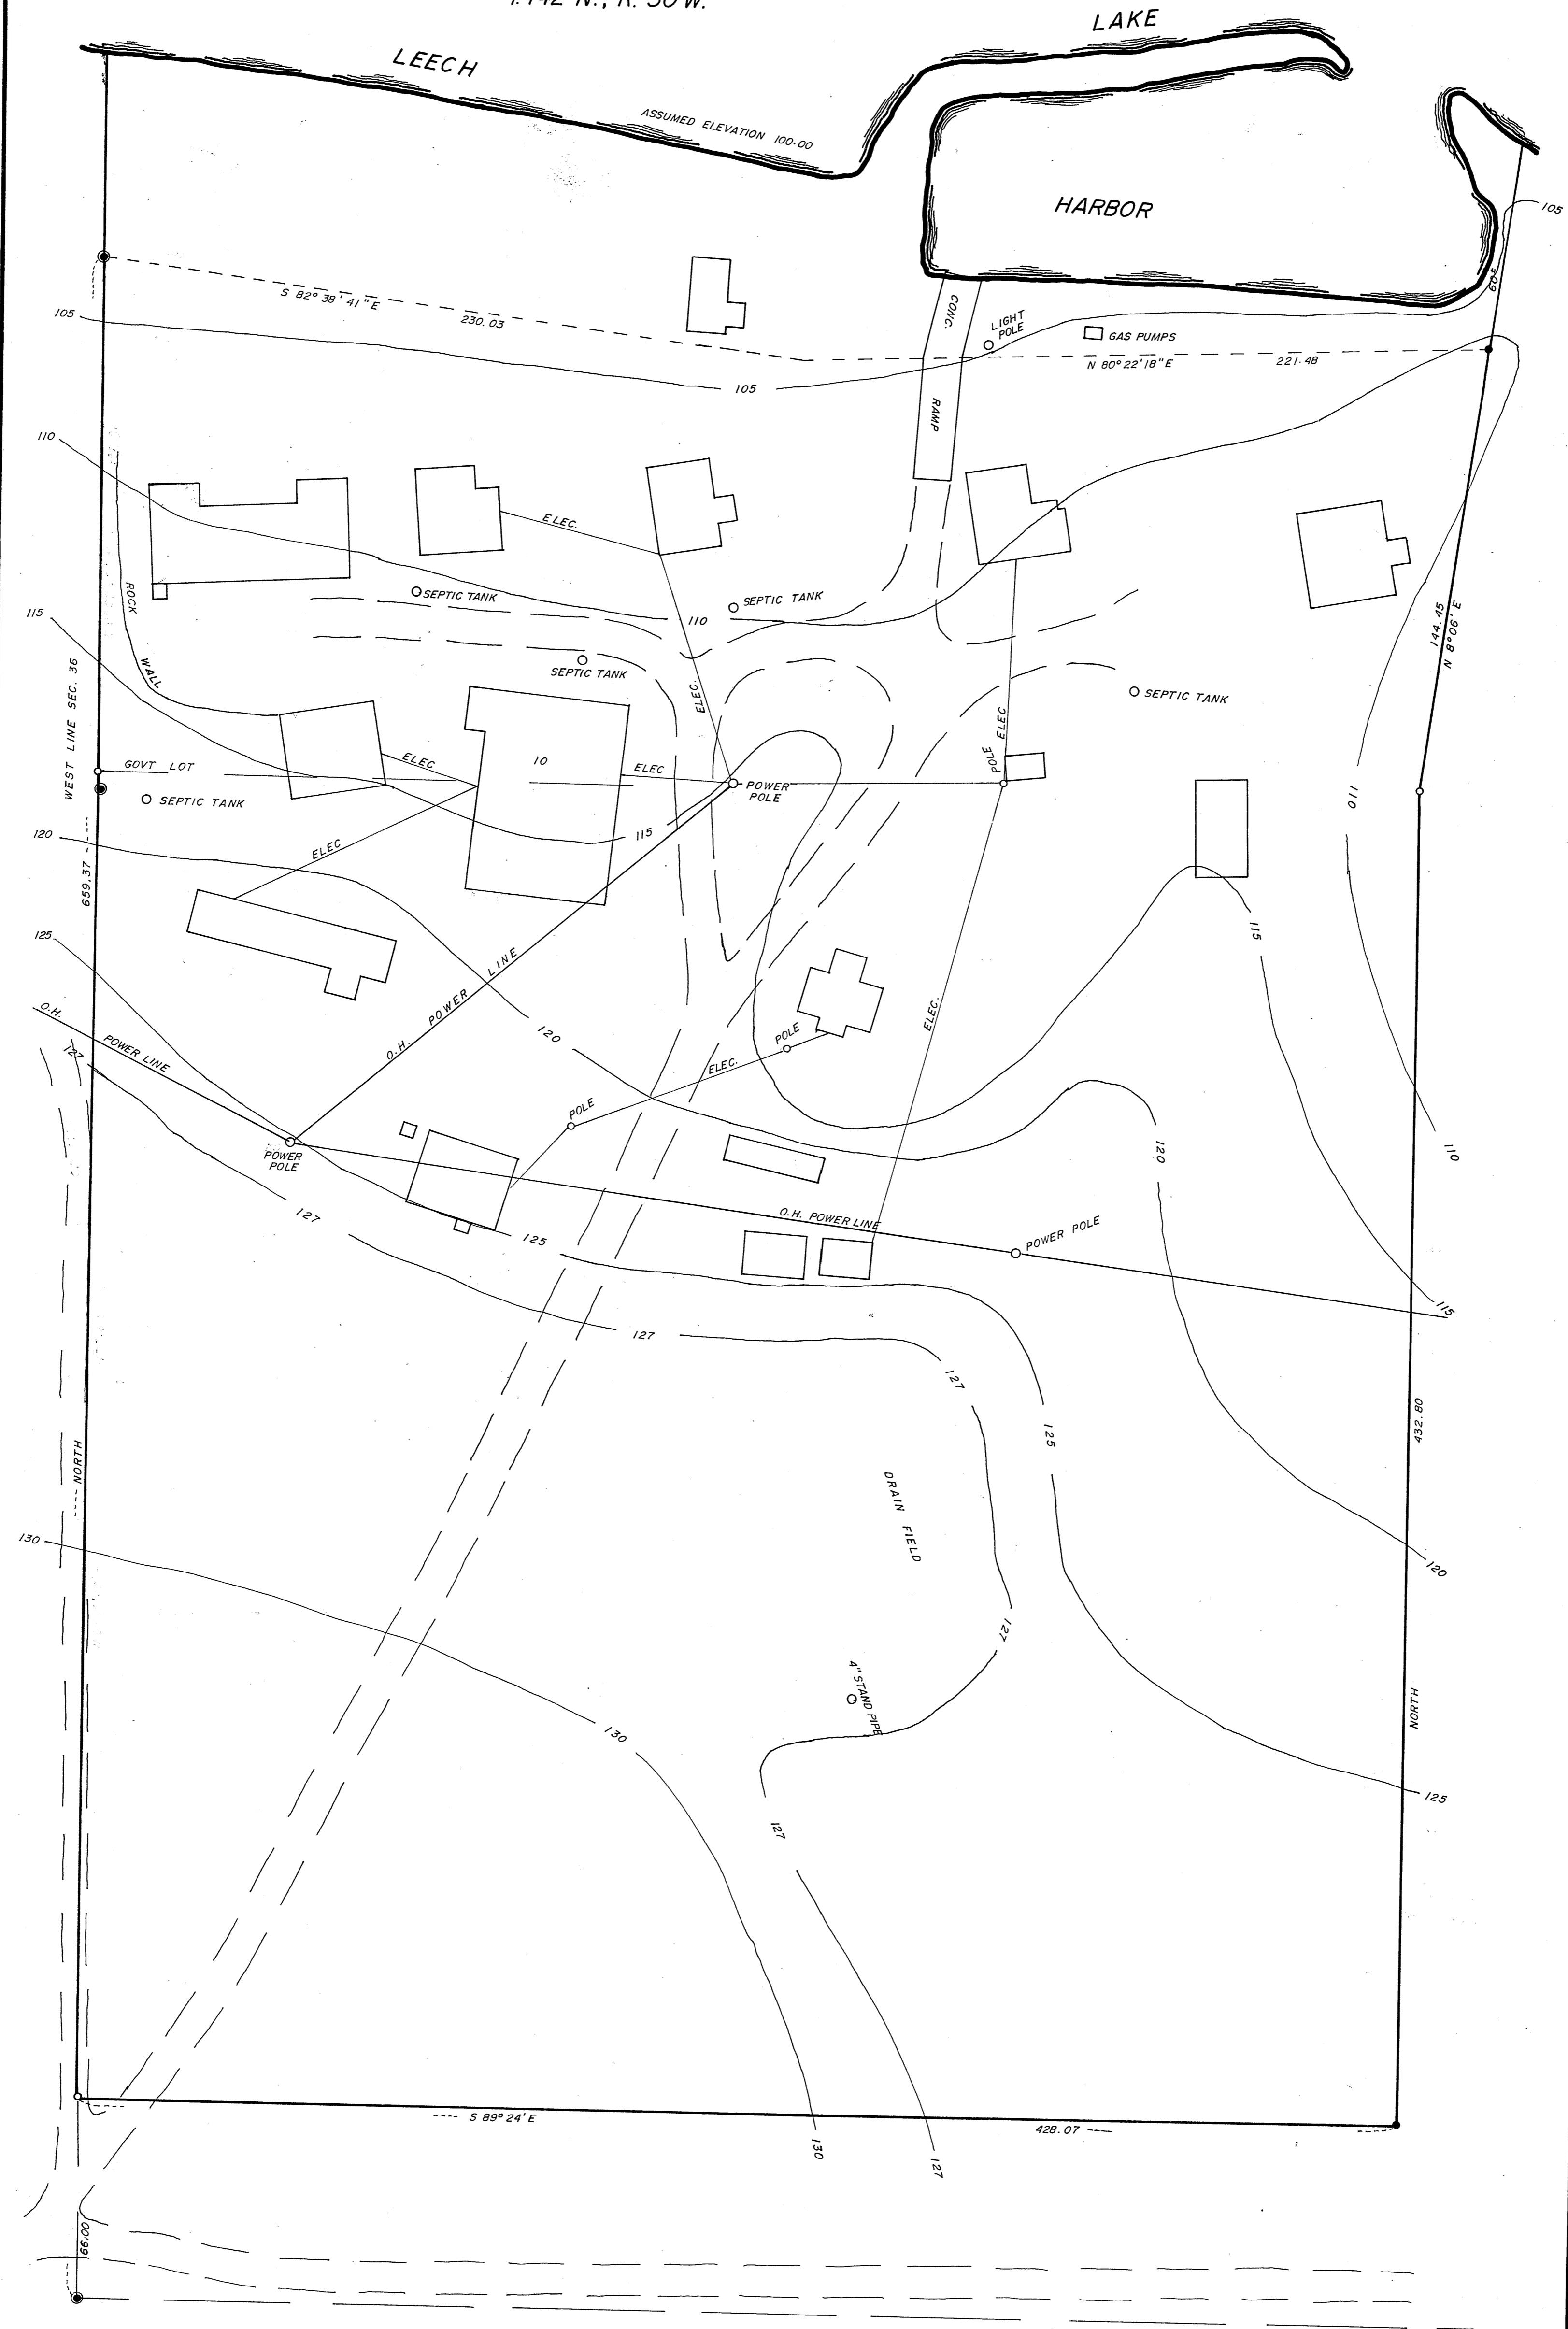 T. 142 N., R. 30 W.
LAKE
LEECH
ASSUMED ELEVATION 100.00
HARBOR
105
60±
S 82° 38' 41" E
230.03
105
CONC.
LIGHT
POLE
GAS PUMPS
N 80° 22' 18" E
221.48
105
RAMP
110
ELEC.
ROCK
SEPTIC TANK
SEPTIC TANK
110
115
144.45
N 8° 06' E
WALL
SEPTIC TANK
WEST LINE SEC. 36
ELEC.
SEPTIC TANK
ELEC
POLE
GOVT LOT
10
ELEC
ELEC
POWER
POLE
SEPTIC TANK
110
120
115
ELEC
659.37
115
125
O.H. POWER LINE
O.H.
POWER LINE
127
120
POLE
ELEC.
ELEC.
POLE
POWER
POLE
120
110
127
O.H. POWER LINE
POWER POLE
125
115
127
127
125
432.80
NORTH
DRAIN FIELD
130
120
127
4" STAND PIPE
NORTH
130
125
127
S 89° 24' E
428.07
130
127
66.00